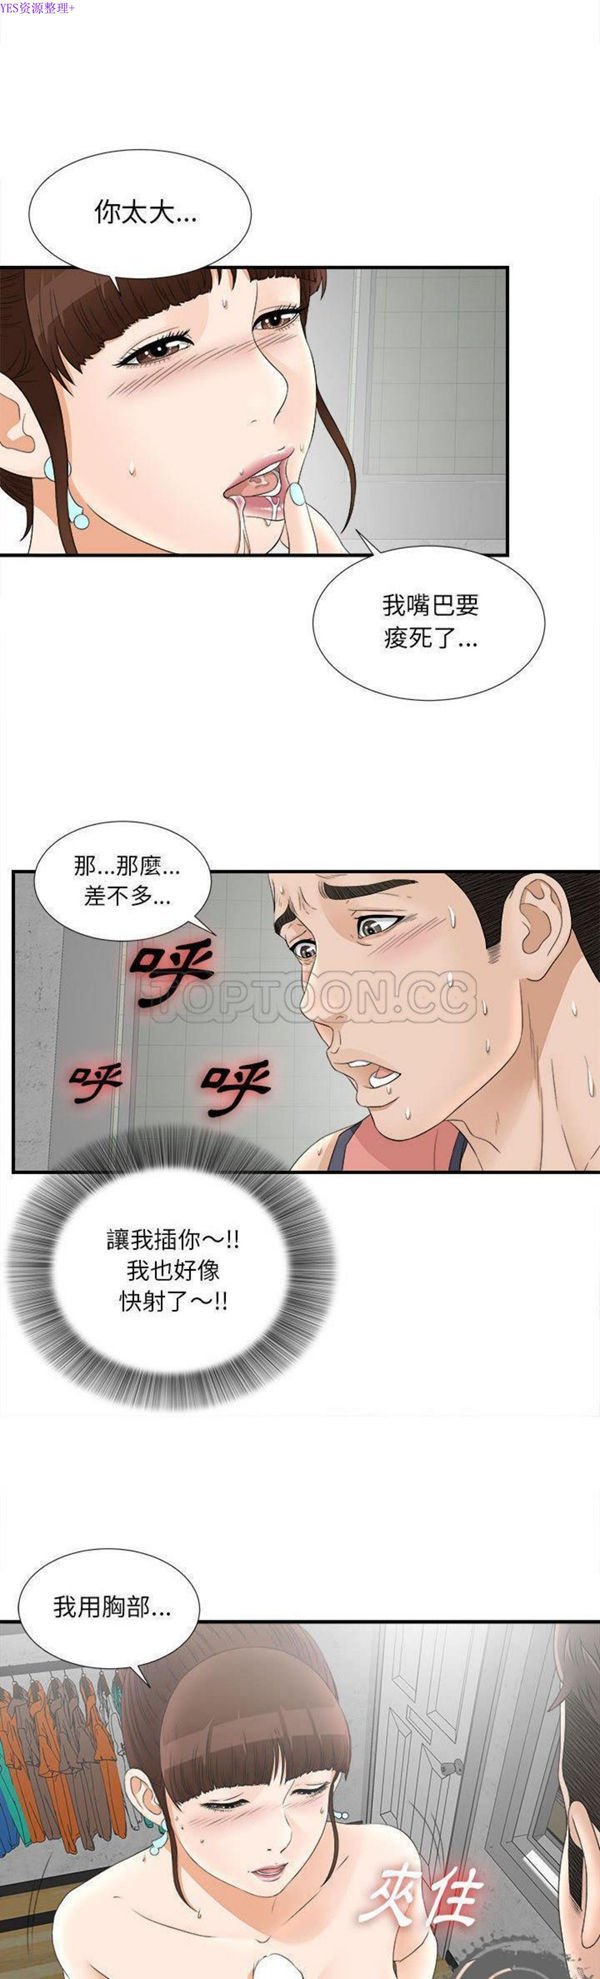 YES资源整理+
你太大...
我嘴巴要
痠死了...
那...那麼...
差不多...
呼
TOPTOON.CC
呼
呼
讓我插你～!!
我也好像
快射了～!!
我用胸部...
夾住